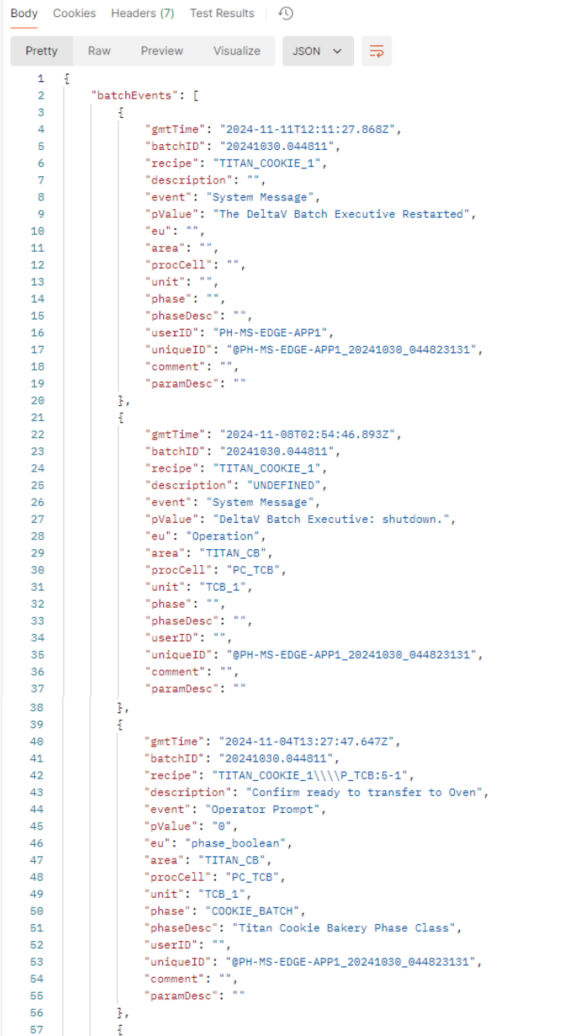 Body Cookies Headers (7) Test Results
Pretty Raw Preview Visualize JSON
1 {
2 "batchEvents": [
3 {
4 "gmtTime": "2024-11-11T12:11:27.868Z",
5 "batchID": "20241030.044811",
6 "recipe": "TITAN_COOKIE_1",
7 "description": "",
8 "event": "System Message",
9 "pValue": "The DeltaV Batch Executive Restarted",
10 "eu": "",
11 "area": "",
12 "procCell": "",
13 "unit": "",
14 "phase": "",
15 "phaseDesc": "",
16 "userID": "PH-MS-EDGE-APP1",
17 "uniqueID": "@PH-MS-EDGE-APP1_20241030_044823131",
18 "comment": "",
19 "paramDesc": ""
20 },
21 {
22 "gmtTime": "2024-11-08T02:54:46.893Z",
23 "batchID": "20241030.044811",
24 "recipe": "TITAN_COOKIE_1",
25 "description": "UNDEFINED",
26 "event": "System Message",
27 "pValue": "DeltaV Batch Executive: shutdown.",
28 "eu": "Operation",
29 "area": "TITAN_CB",
30 "procCell": "PC_TCB",
31 "unit": "TCB_1",
32 "phase": "",
33 "phaseDesc": "",
34 "userID": "",
35 "uniqueID": "@PH-MS-EDGE-APP1_20241030_044823131",
36 "comment": "",
37 "paramDesc": ""
38 },
39 {
40 "gmtTime": "2024-11-04T13:27:47.647Z",
41 "batchID": "20241030.044811",
42 "recipe": "TITAN_COOKIE_1\\\\P_TCB:5-1",
43 "description": "Confirm ready to transfer to Oven",
44 "event": "Operator Prompt",
45 "pValue": "0",
46 "eu": "phase_boolean",
47 "area": "TITAN_CB",
48 "procCell": "PC_TCB",
49 "unit": "TCB_1",
50 "phase": "COOKIE_BATCH",
51 "phaseDesc": "Titan Cookie Bakery Phase Class",
52 "userID": "",
53 "uniqueID": "@PH-MS-EDGE-APP1_20241030_044823131",
54 "comment": "",
55 "paramDesc": ""
56 },
57 {